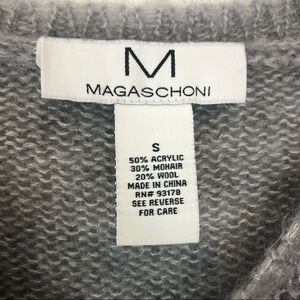 M
MAGASCHONI
S
50% ACRYLIC
30% MOHAIR
20% WOOL
MADE IN CHINA
RN# 93178
SEE REVERSE
FOR CARE